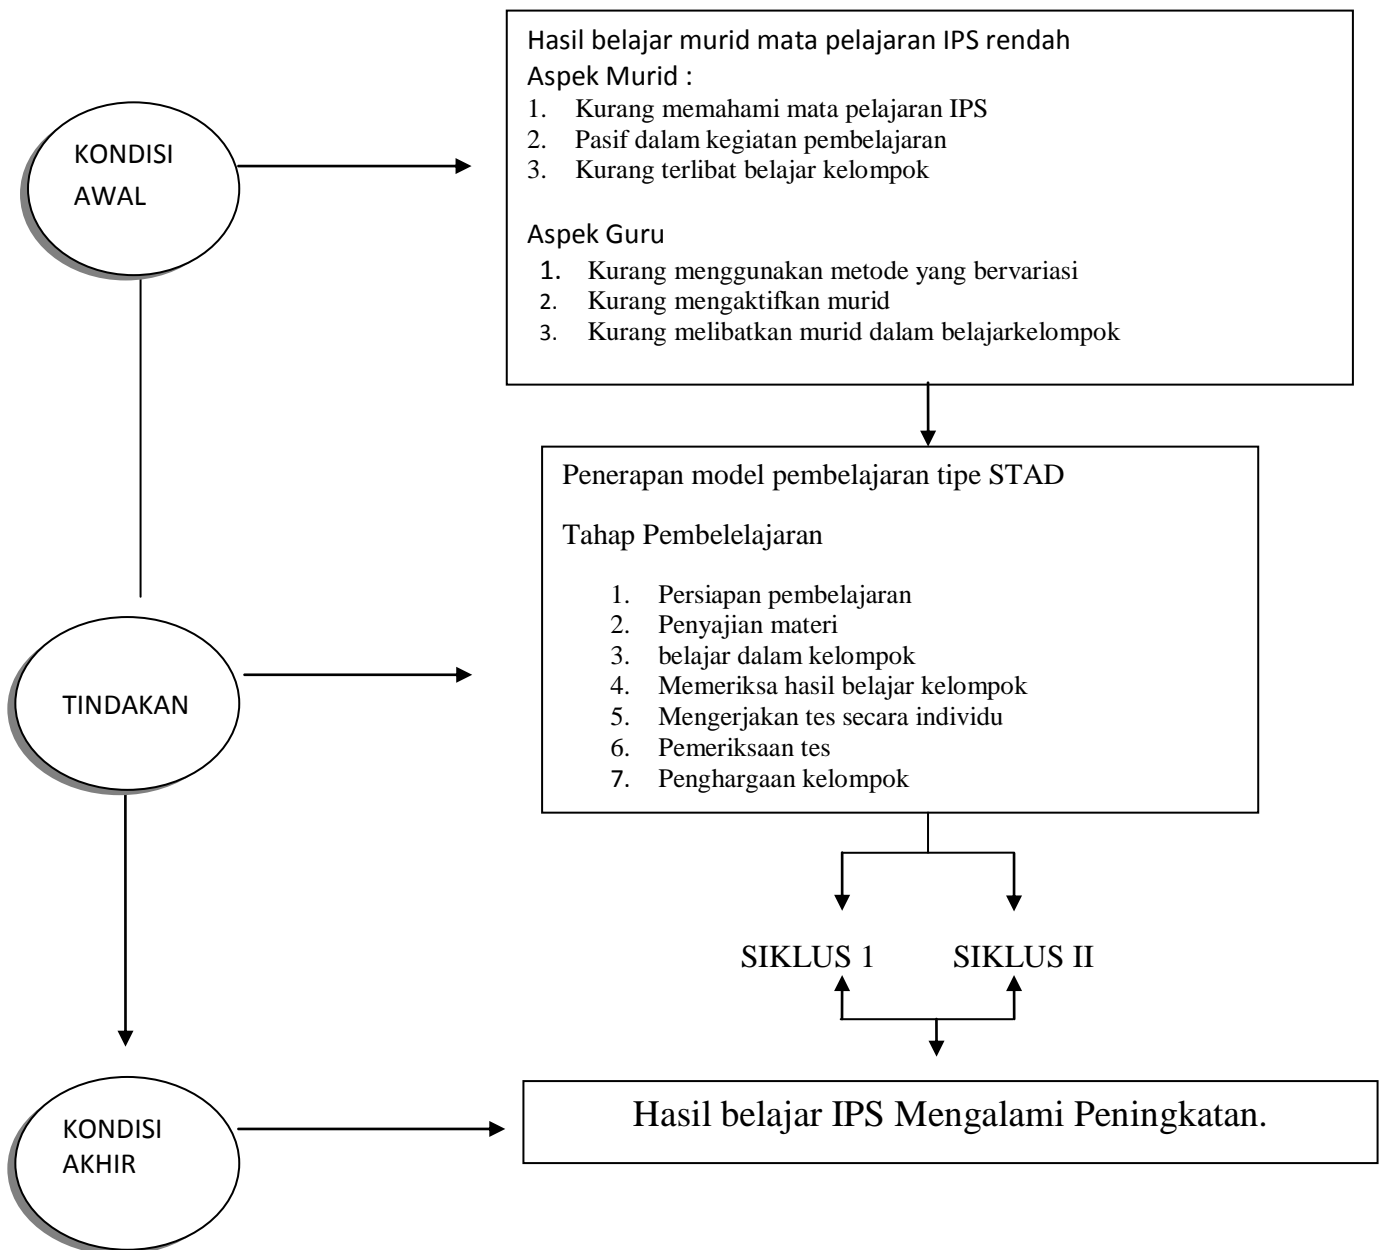 KONDISI
AWAL
Hasil belajar murid mata pelajaran IPS rendah
Aspek Murid :
1. Kurang memahami mata pelajaran IPS
2. Pasif dalam kegiatan pembelajaran
3. Kurang terlibat belajar kelompok
Aspek Guru
1. Kurang menggunakan metode yang bervariasi
2. Kurang mengaktifkan murid
3. Kurang melibatkan murid dalam belajarkelompok
TINDAKAN
Penerapan model pembelajaran tipe STAD
Tahap Pembelelajaran
1. Persiapan pembelajaran
2. Penyajian materi
3. belajar dalam kelompok
4. Memeriksa hasil belajar kelompok
5. Mengerjakan tes secara individu
6. Pemeriksaan tes
7. Penghargaan kelompok
SIKLUS 1 SIKLUS II
KONDISI
AKHIR
Hasil belajar IPS Mengalami Peningkatan.